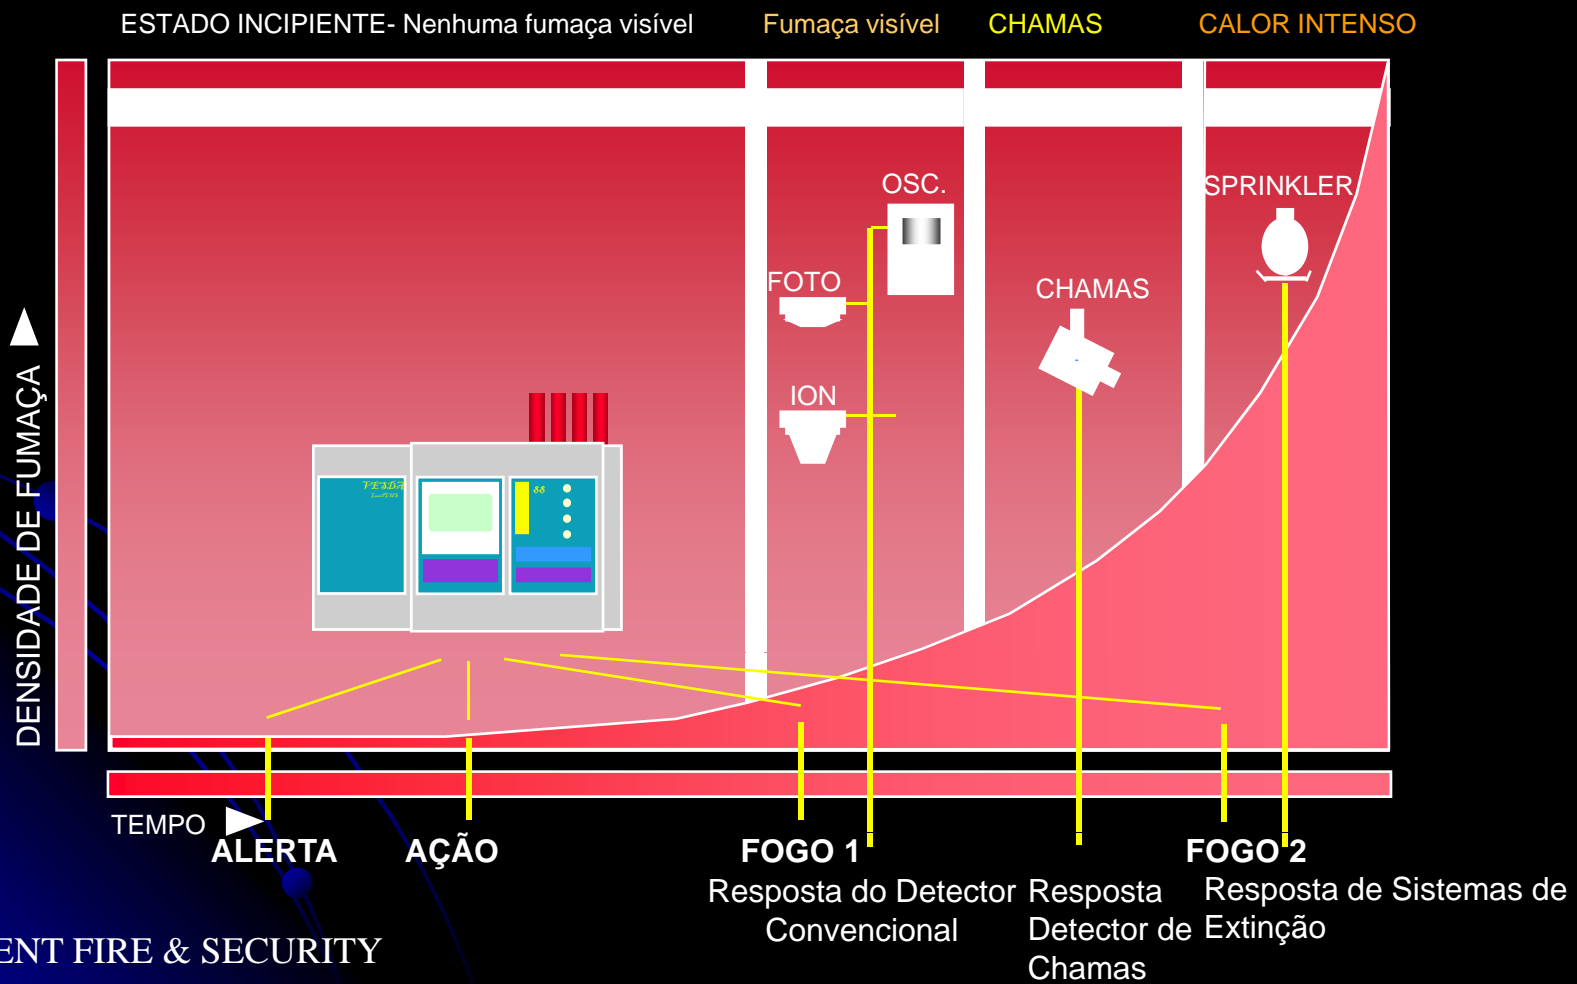 ESTADO INCIPIENTE- Nenhuma fumaça visível
Fumaça visível
CHAMAS
CALOR INTENSO
DENSIDADE DE FUMAÇA
OSC.
SPRINKLER
FOTO
CHAMAS
ION
VESDA
88
TEMPO
ALERTA
AÇÃO
FOGO 1
FOGO 2
Resposta do Detector
Convencional
Resposta
Detector de
Chamas
Resposta de Sistemas de
Extinção
ENT FIRE & SECURITY